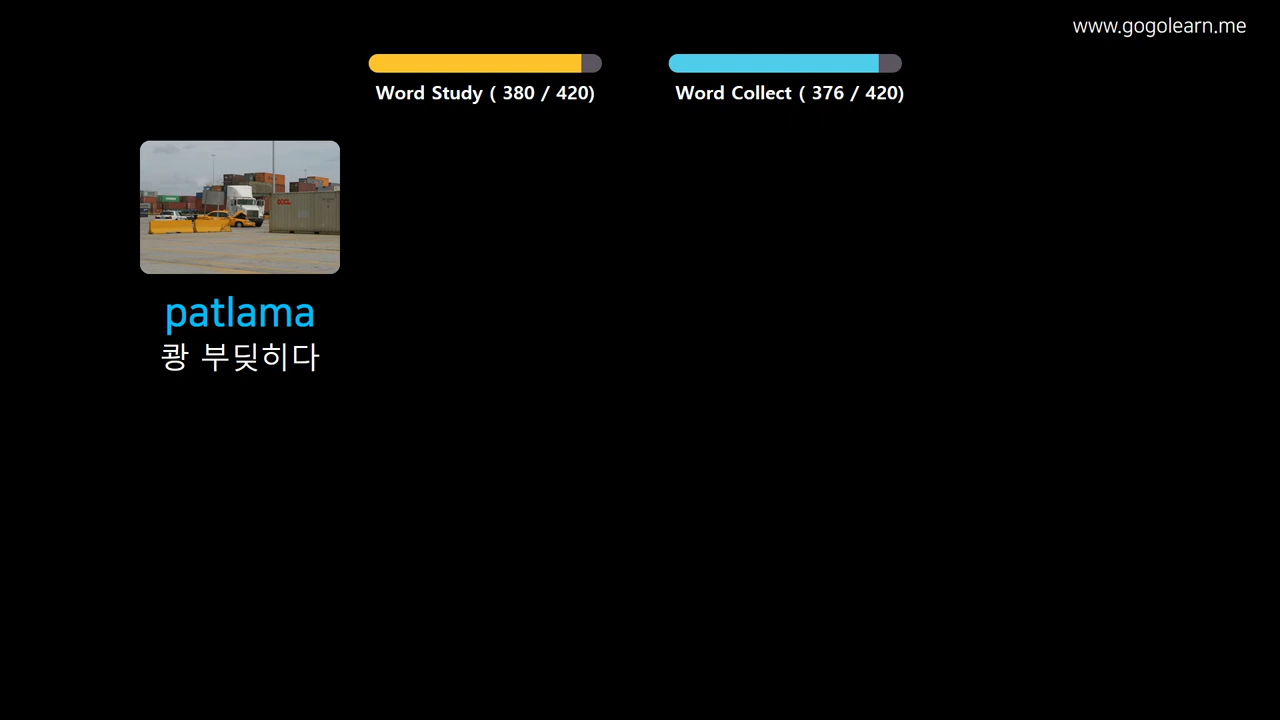 www.gogolearn.me
Word Study ( 380 / 420)
Word Collect ( 376 / 420)
patlama
쾅 부딪히다